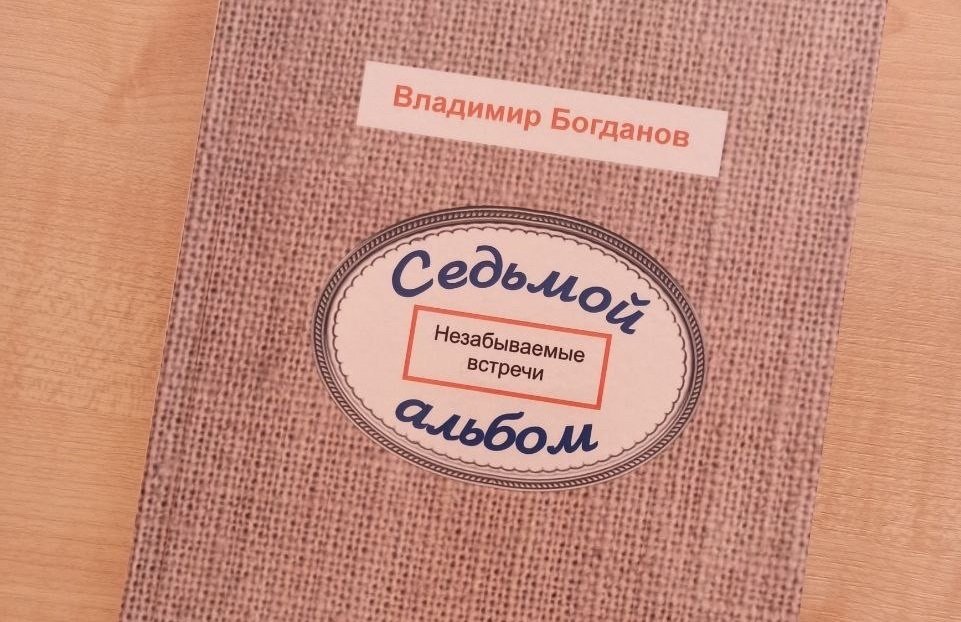 Владимир Богданов
Седьмой
Незабываемые
встречи
альбом